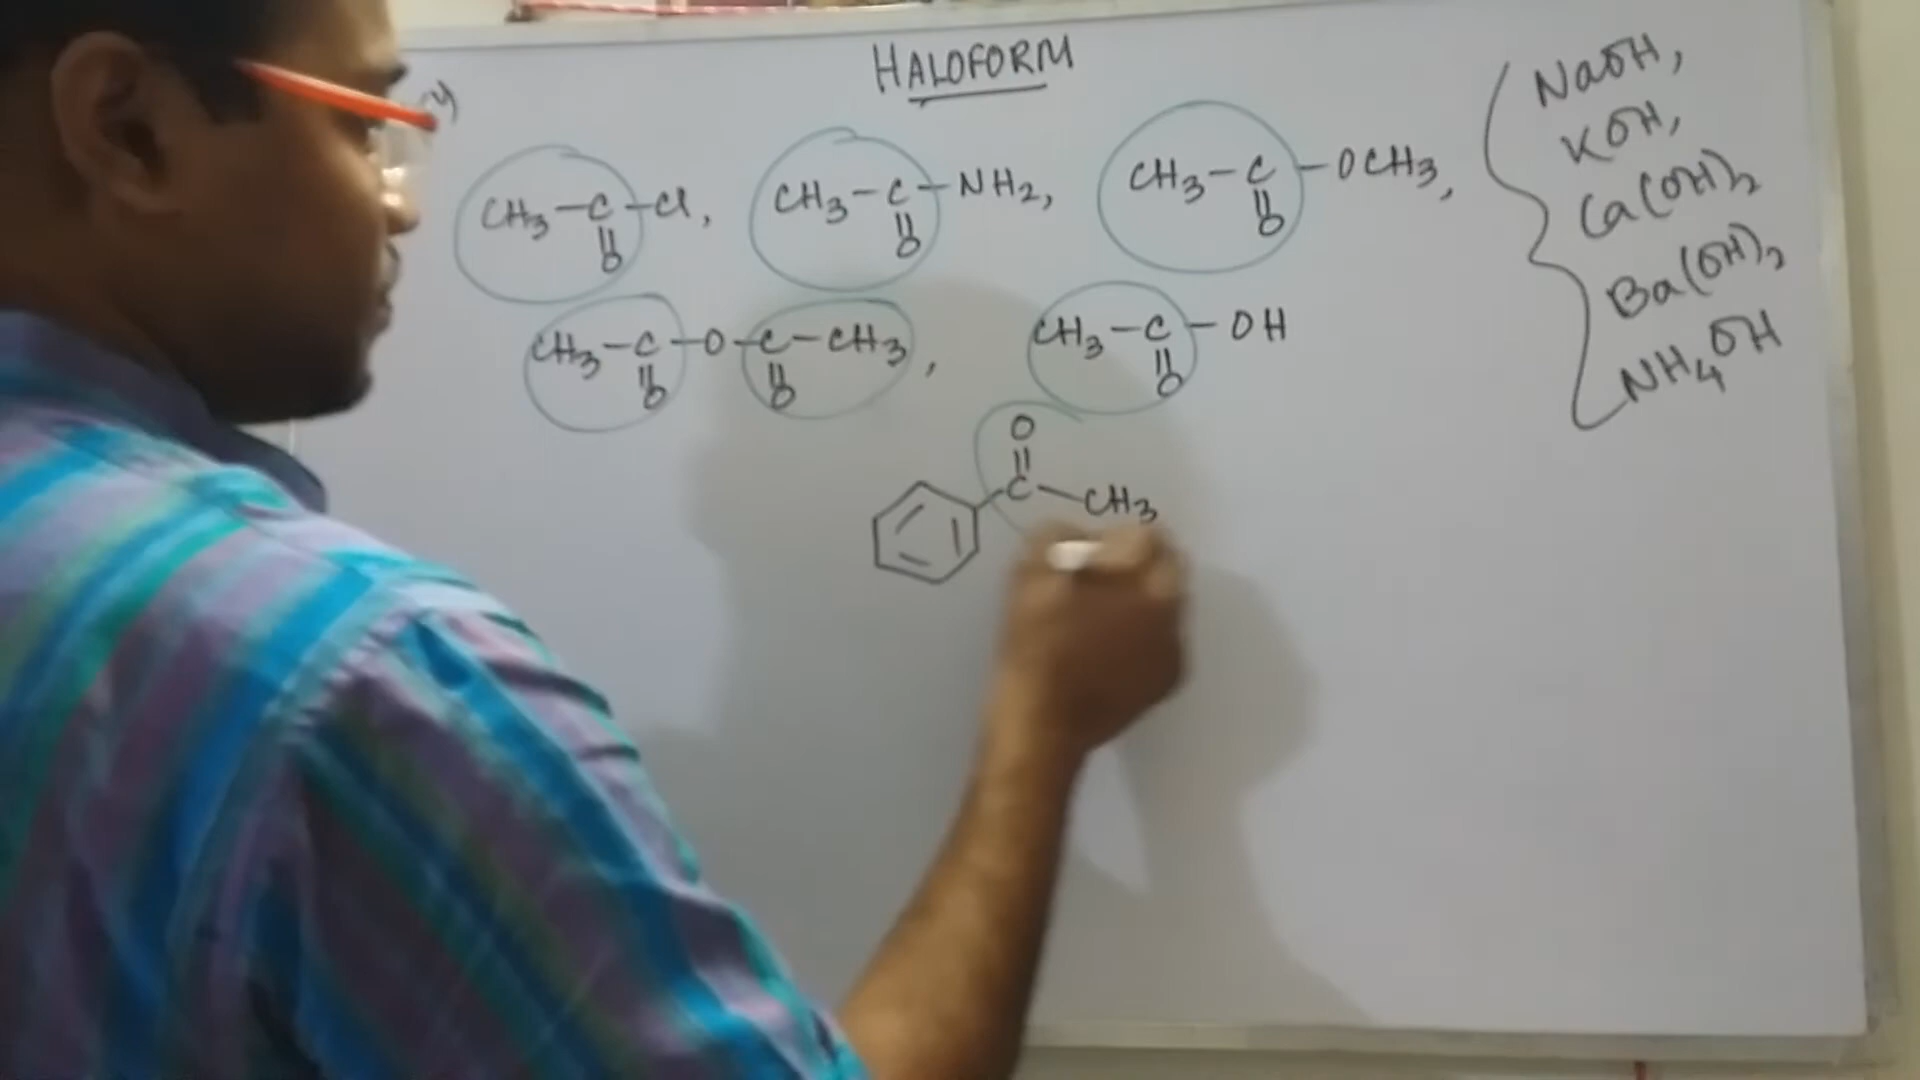 HALOFORM
CH3-C-Cl, CH3-C-NH2, CH3-C-OCH3,
O O O
CH3-C-O-C-CH3, CH3-C-OH
O O O
O
C-CH3
NaOH,
KOH,
Ca(OH)2
Ba(OH)2
NH4OH